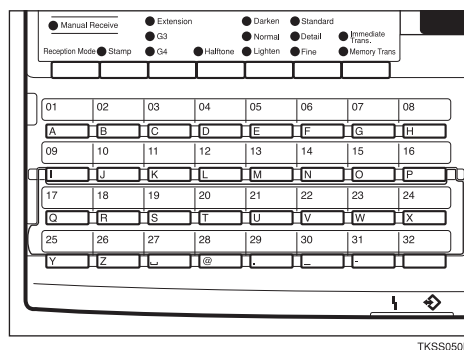 Extension Darken Standard
Manual Receive G3 Normal Detail Immediate Trans.
Reception Mode Stamp G4 Halftone Lighten Fine Memory Trans
01 02 03 04 05 06 07 08
A B C D E F G H
09 10 11 12 13 14 15 16
I J K L M N O P
17 18 19 20 21 22 23 24
Q R S T U V W X
25 26 27 28 29 30 31 32
Y Z ⎵ @ . _ -
TKSS050